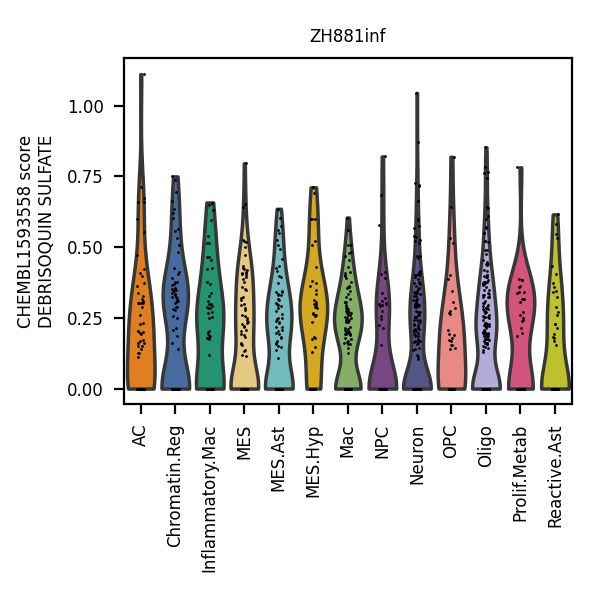 ZH881inf
CHEMBL1593558 score
DEBRISOQUIN SULFATE
1.00
0.75
0.50
0.25
0.00
AC
Chromatin.Reg
Inflammatory.Mac
MES
MES.Ast
MES.Hyp
Mac
NPC
Neuron
OPC
Oligo
Prolif.Metab
Reactive.Ast